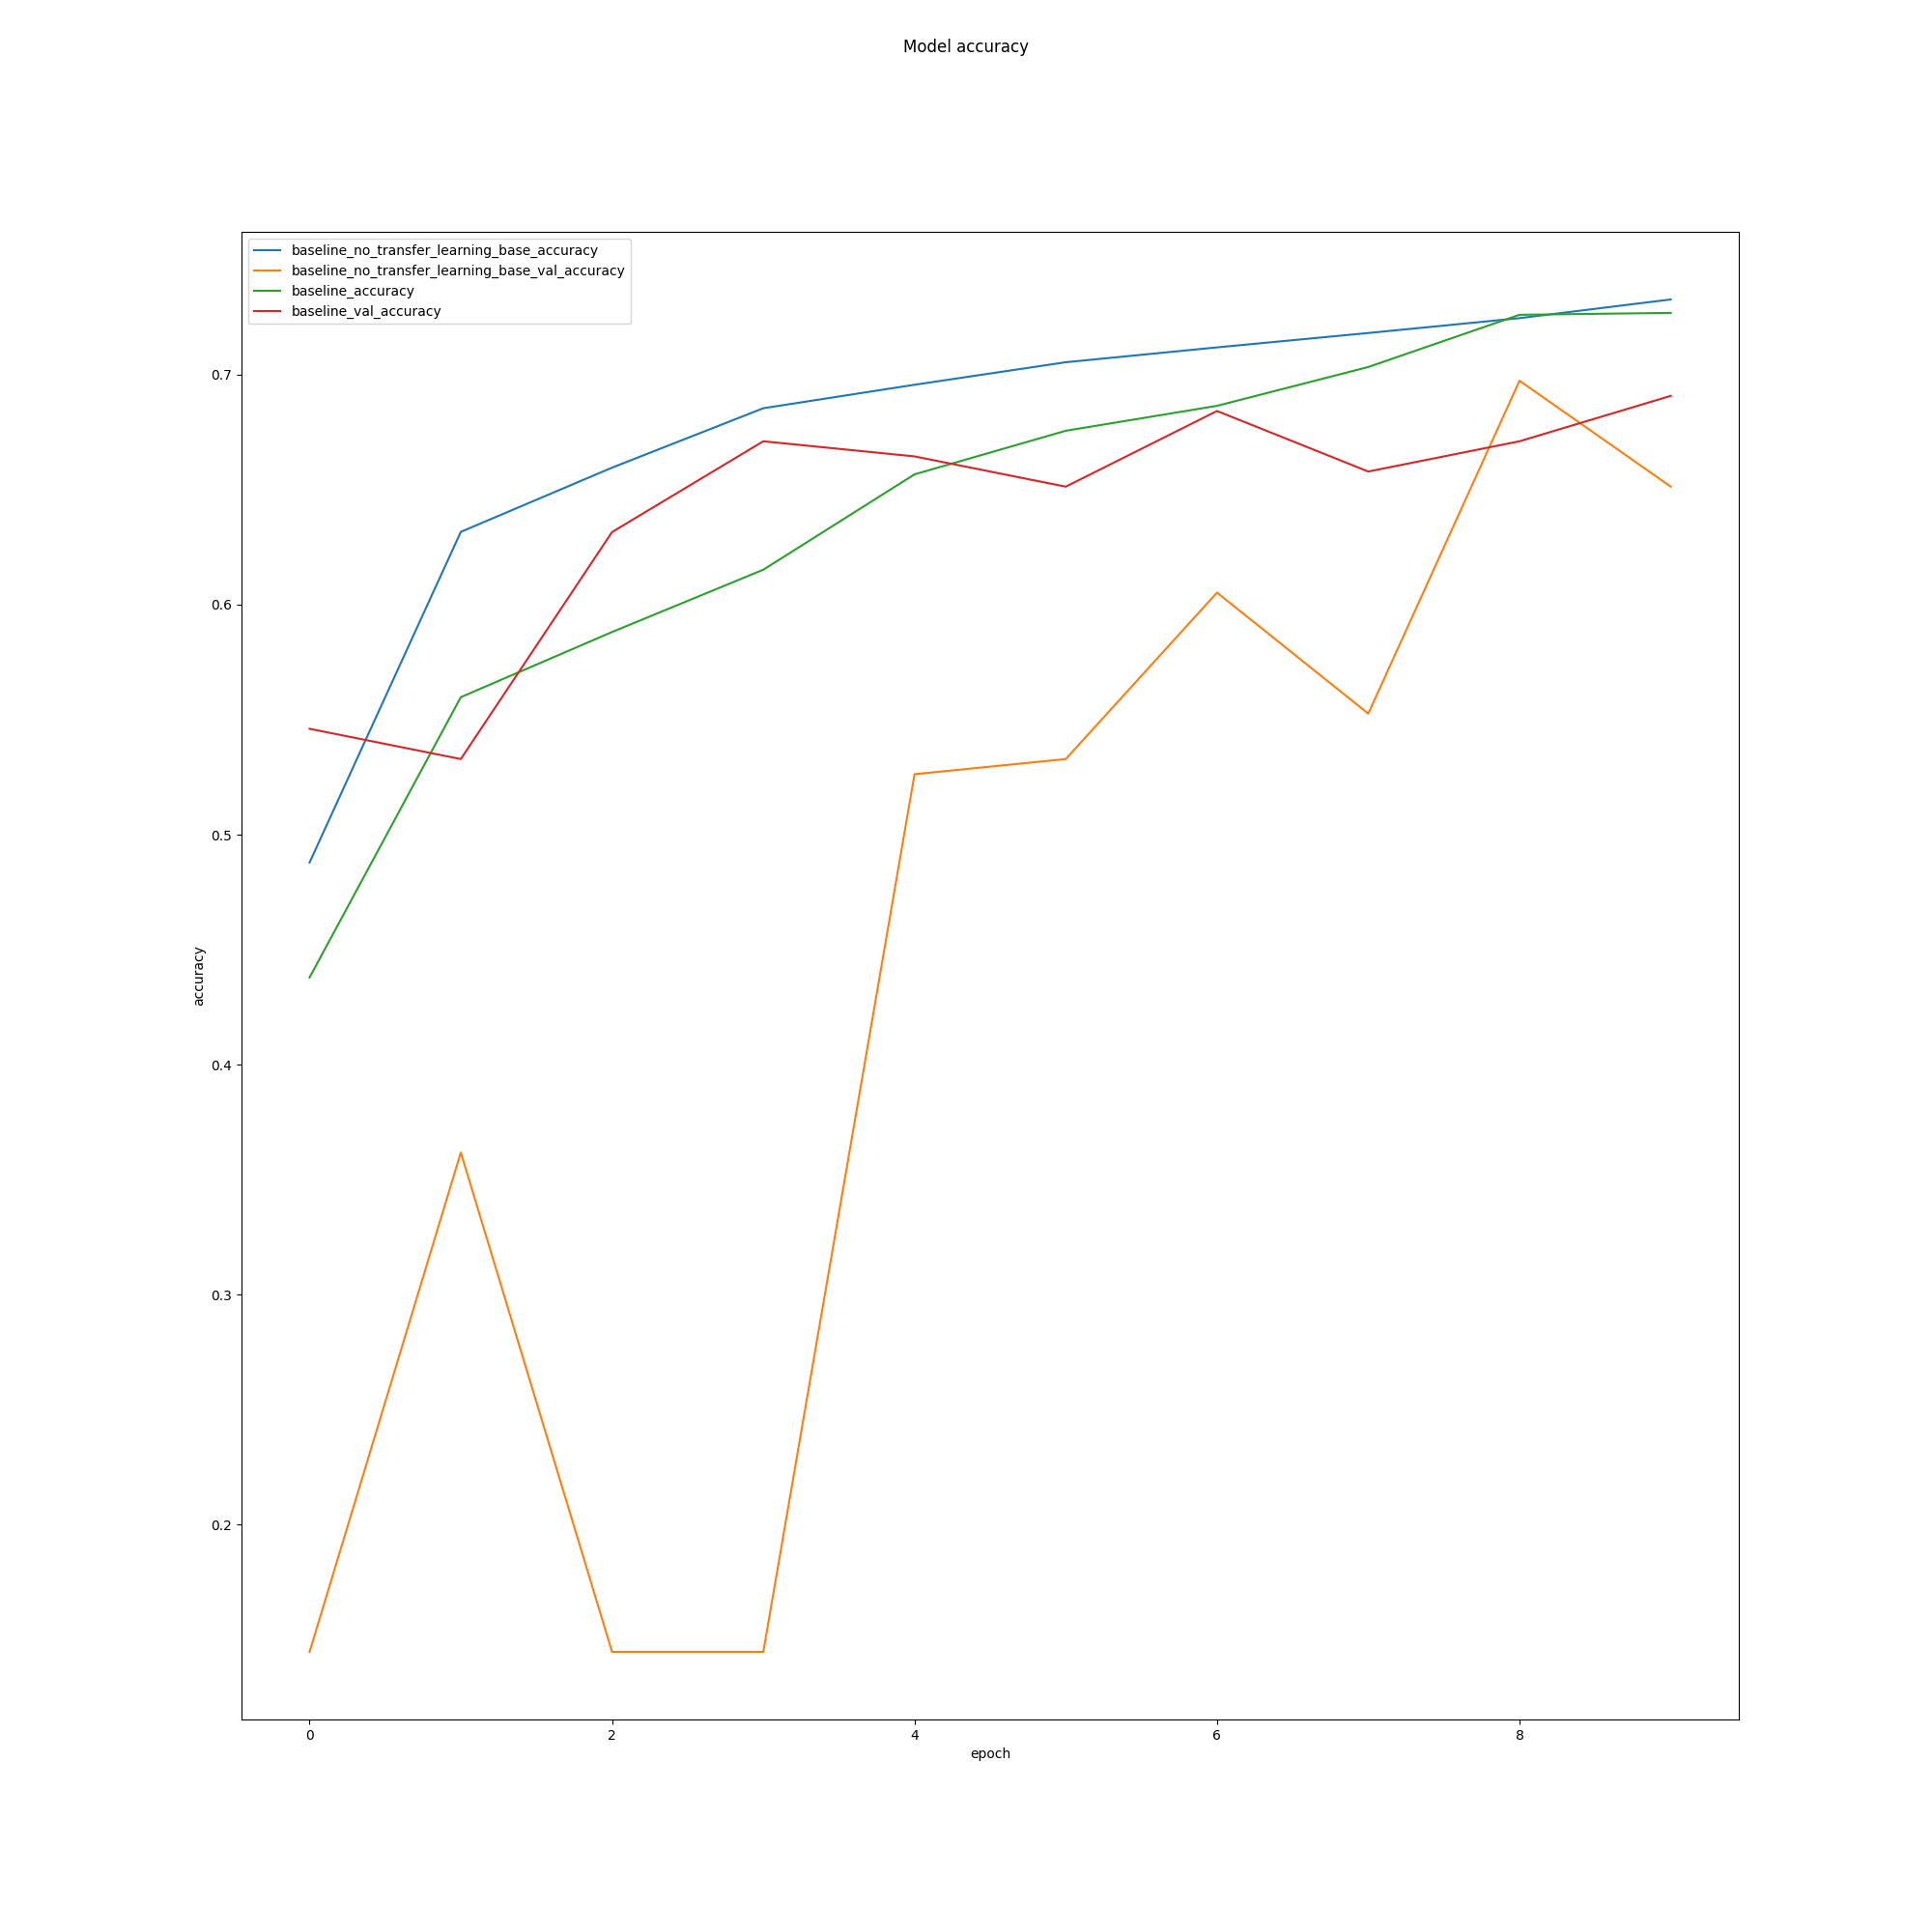 Model accuracy
baseline_no_transfer_learning_base_accuracy
baseline_no_transfer_learning_base_val_accuracy
baseline_accuracy
baseline_val_accuracy
0.7
0.6
0.5
accuracy
0.4
0.3
0.2
0 2 4 6 8
epoch